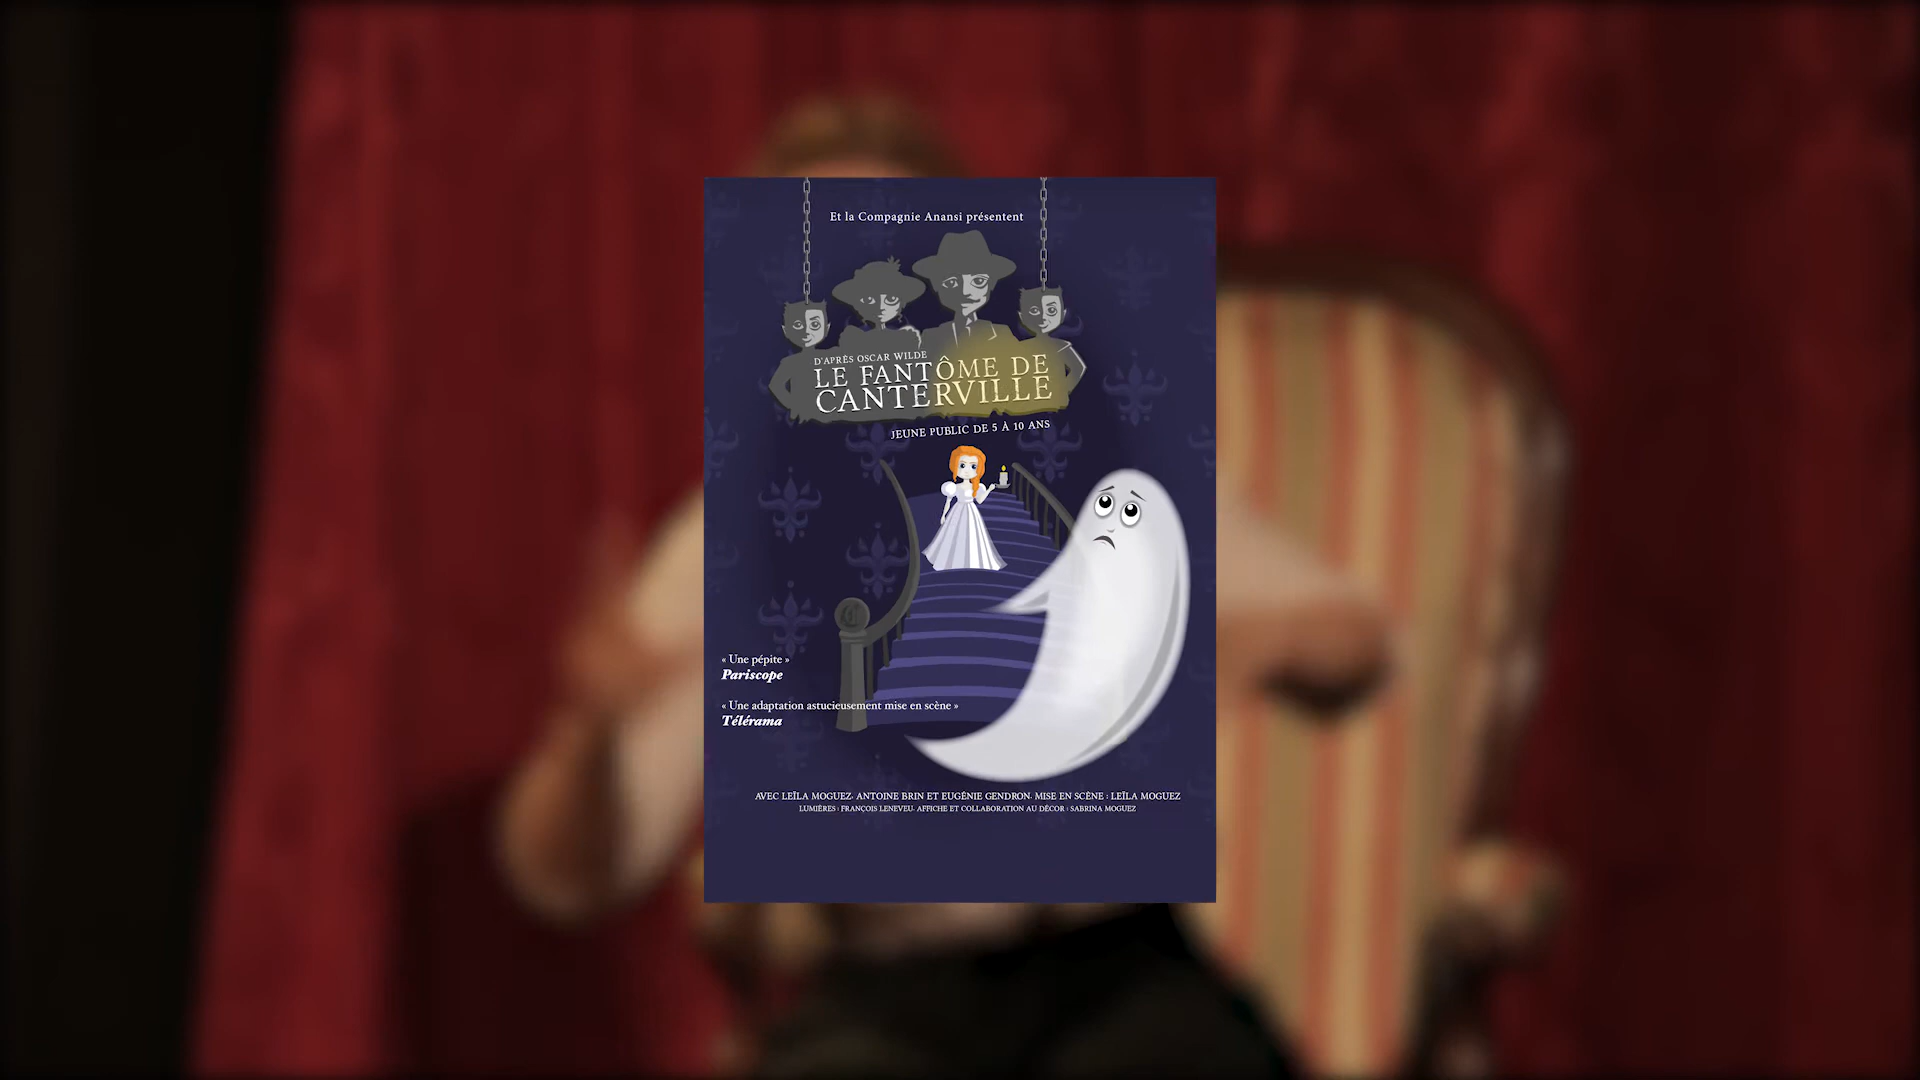 Et la Compagnie Anansi présentent
D'APRÈS OSCAR WILDE
LE FANTÔME DE
CANTERVILLE
JEUNE PUBLIC DE 5 À 10 ANS
« Une pépite »
Pariscope
« Une adaptation astucieusement mise en scène »
Télérama
AVEC LEÏLA MOGUEZ, ANTOINE BRIN ET EUGÉNIE GENDRON. MISE EN SCÈNE : LEÏLA MOGUEZ
LUMIÈRES : FRANÇOIS LENEVEU. AFFICHE ET COLLABORATION AU DÉCOR : SABRINA MOGUEZ